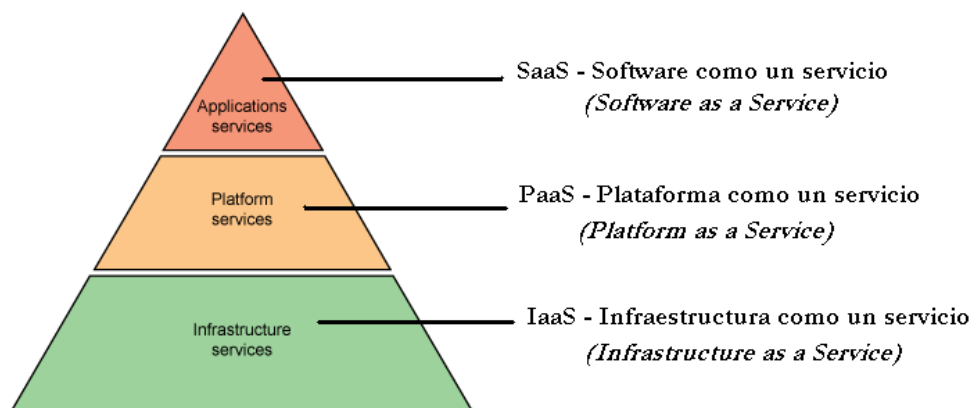 SaaS - Software como un servicio
(Software as a Service)
Applications
services
PaaS - Plataforma como un servicio
(Platform as a Service)
Platform
services
IaaS - Infraestructura como un servicio
(Infrastructure as a Service)
Infrastructure
services